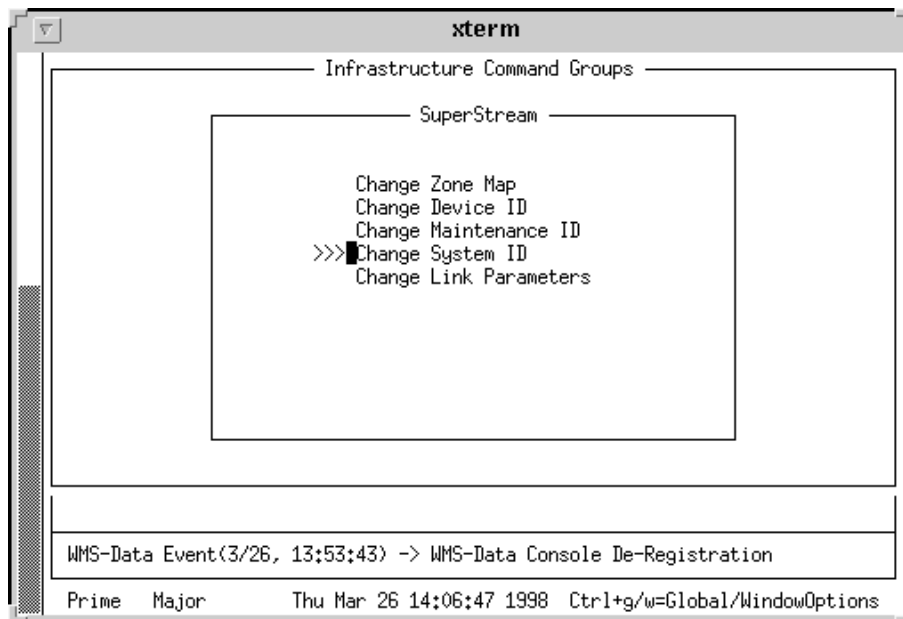 xterm
Infrastructure Command Groups
SuperStream
Change Zone Map
Change Device ID
Change Maintenance ID
>>>Change System ID
Change Link Parameters
WMS-Data Event(3/26, 13:53:43) -> WMS-Data Console De-Registration
Prime Major Thu Mar 26 14:06:47 1998 Ctrl+g/w=Global/WindowOptions